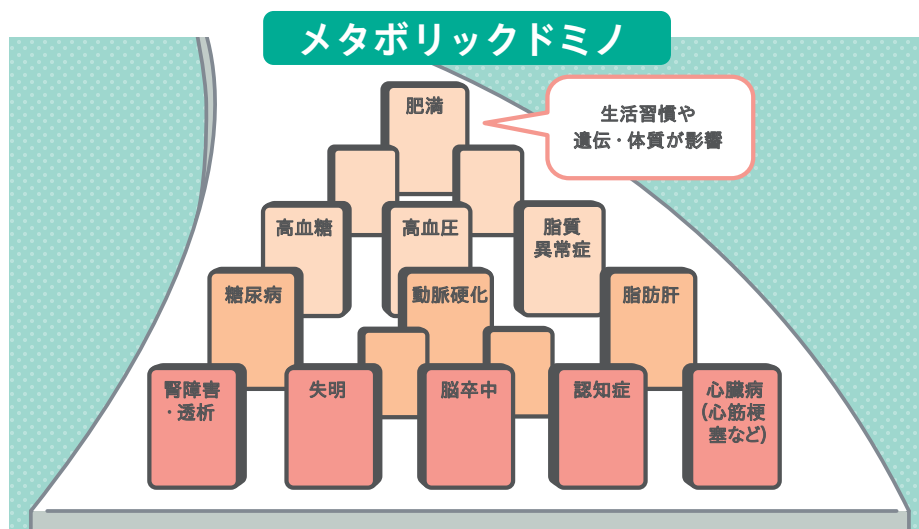 メタボリックドミノ
肥満
生活習慣や
遺伝・体質が影響
高血糖
高血圧
脂質
異常症
糖尿病
動脈硬化
脂肪肝
腎障害
・透析
失明
脳卒中
認知症
心臓病
(心筋梗
塞など)